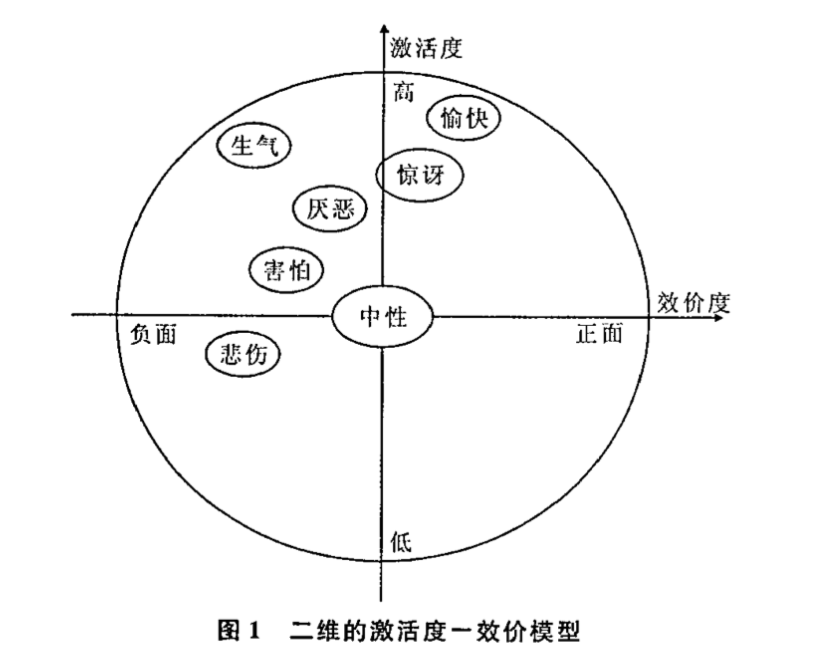 激活度
高
愉快
生气
惊讶
厌恶
害怕
效价度
中性
负面
正面
悲伤
低
图1 二维的激活度—效价模型